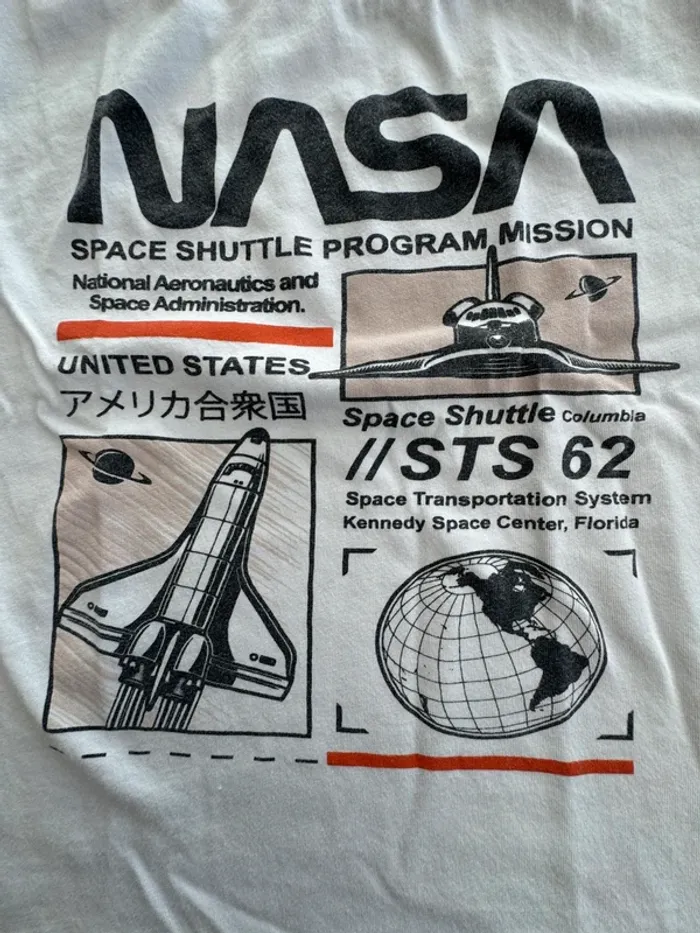 NASA
SPACE SHUTTLE PROGRAM MISSION
National Aeronautics and
Space Administration.
UNITED STATES
アメリカ合衆国
Space Shuttle Columbia
//STS 62
Space Transportation System
Kennedy Space Center, Florida